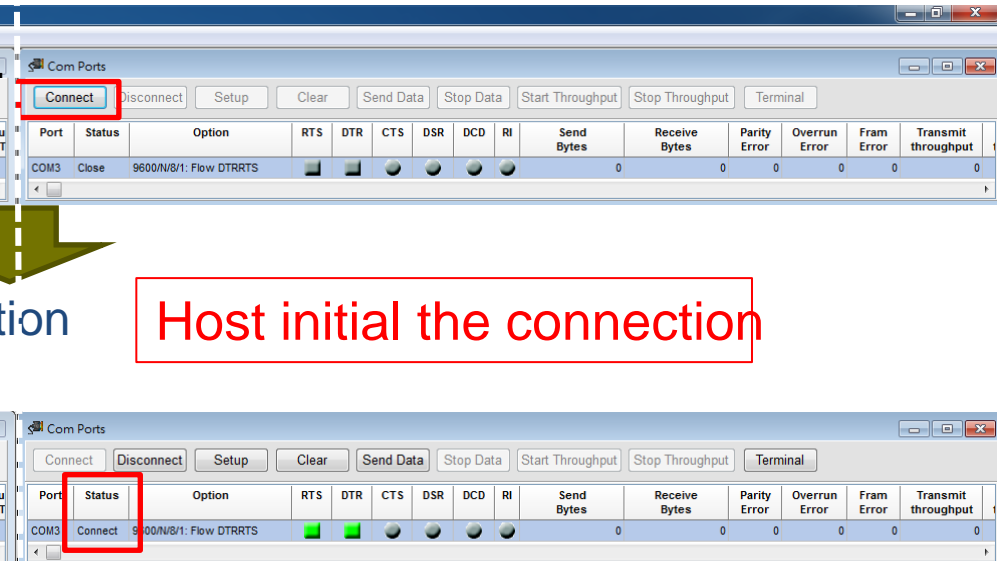 Com Ports
Connect Disconnect Setup Clear Send Data Stop Data Start Throughput Stop Throughput Terminal
Port Status Option RTS DTR CTS DSR DCD RI Send Bytes Receive Bytes Parity Error Overrun Error Fram Error Transmit throughput
COM3 Close 9600/N/8/1: Flow DTRRTS 0 0 0 0 0 0
tion
Host initial the connection
Com Ports
Connect Disconnect Setup Clear Send Data Stop Data Start Throughput Stop Throughput Terminal
Port Status Option RTS DTR CTS DSR DCD RI Send Bytes Receive Bytes Parity Error Overrun Error Fram Error Transmit throughput
COM3 Connect 9600/N/8/1: Flow DTRRTS 0 0 0 0 0 0